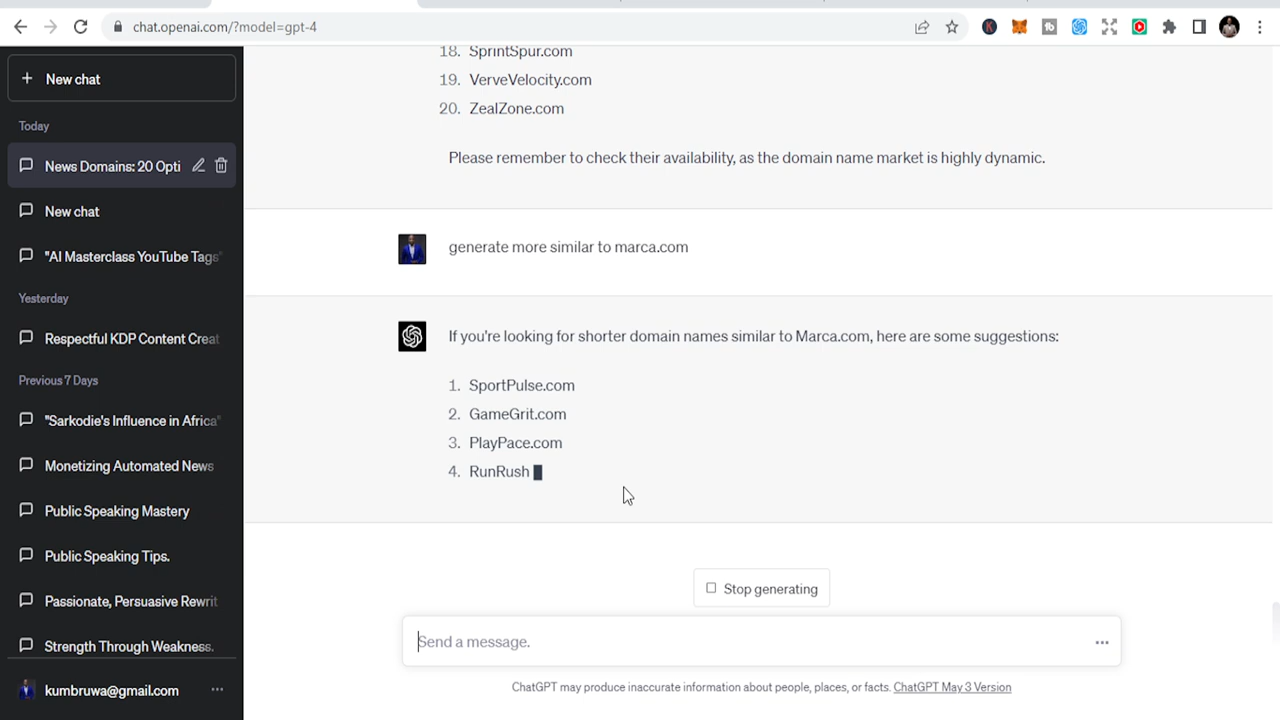 chat.openai.com/?model=gpt-4
New chat
Today
News Domains: 20 Opti
New chat
"AI Masterclass YouTube Tags"
Yesterday
Respectful KDP Content Creat
Previous 7 Days
"Sarkodie's Influence in Africa"
Monetizing Automated News
Public Speaking Mastery
Public Speaking Tips.
Passionate, Persuasive Rewrit
Strength Through Weakness.
kumbruwa@gmail.com
18. SprintSpur.com
19. VerveVelocity.com
20. ZealZone.com
Please remember to check their availability, as the domain name market is highly dynamic.
generate more similar to marca.com
If you're looking for shorter domain names similar to Marca.com, here are some suggestions:
1. SportPulse.com
2. GameGrit.com
3. PlayPace.com
4. RunRush
Stop generating
Send a message.
ChatGPT may produce inaccurate information about people, places, or facts. ChatGPT May 3 Version